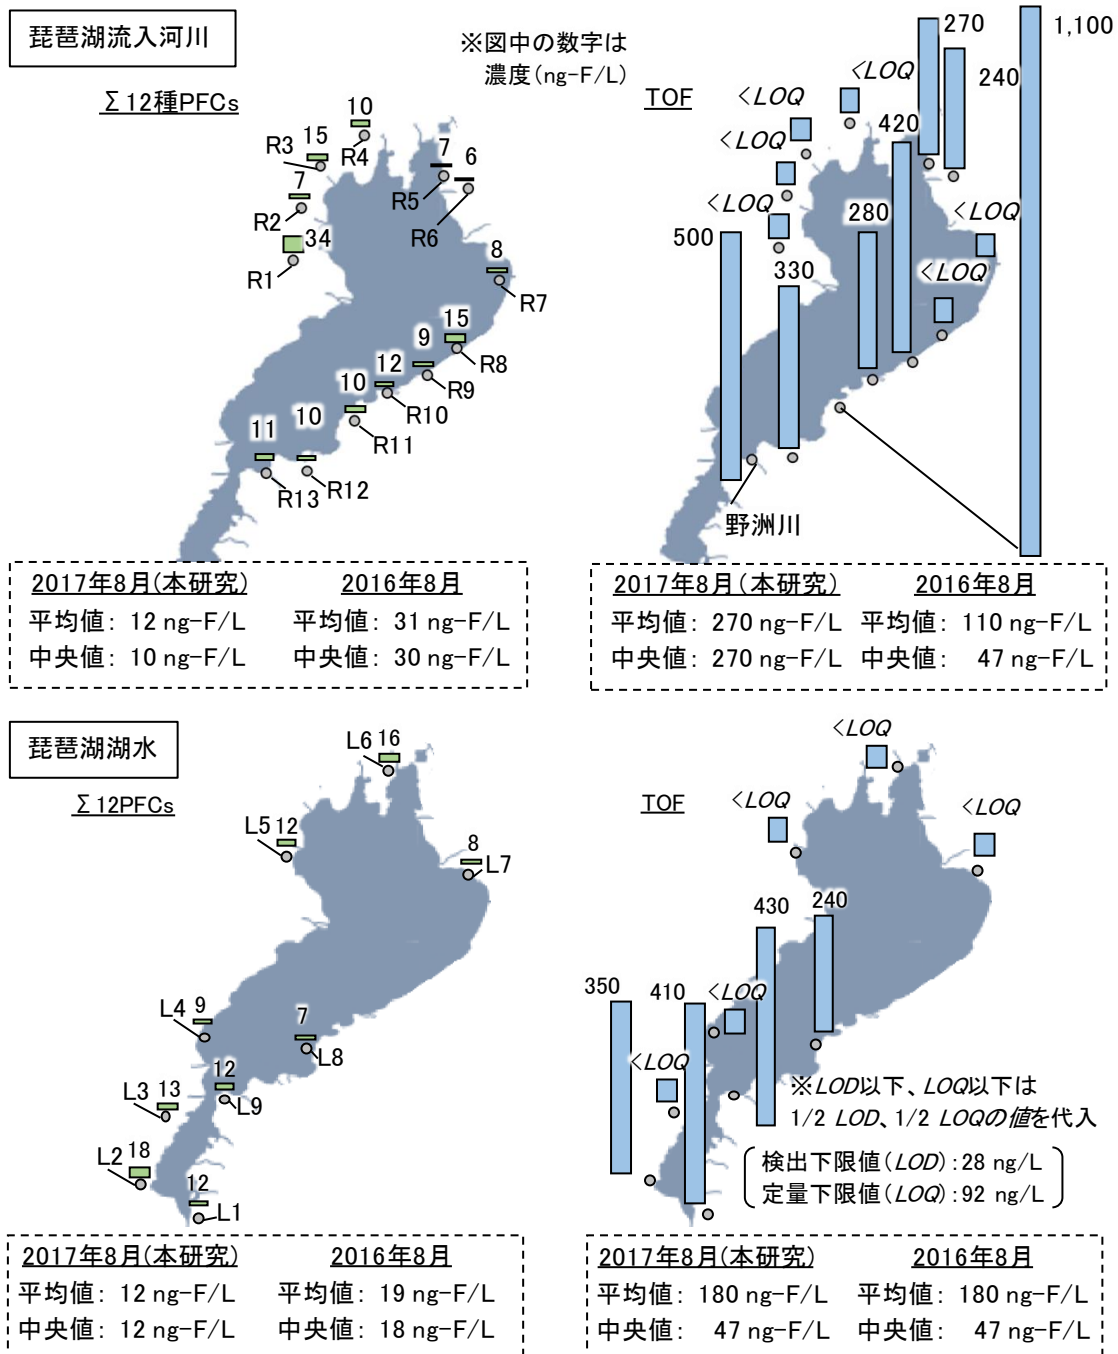 琵琶湖流入河川
※図中の数字は
濃度(ng-F/L)
Σ12種PFCs
10
R4
15
R3
7
R2
34
R1
7
R5
6
R6
8
R7
15
R8
9
R9
12
R10
10
R11
10
R12
11
R13
TOF
270
1,100
240
<LOQ
<LOQ
<LOQ
<LOQ
420
280
<LOQ
<LOQ
500
330
野洲川
2017年8月(本研究) 2016年8月
平均値: 12 ng-F/L 平均値: 31 ng-F/L
中央値: 10 ng-F/L 中央値: 30 ng-F/L
2017年8月(本研究) 2016年8月
平均値: 270 ng-F/L 平均値: 110 ng-F/L
中央値: 270 ng-F/L 中央値: 47 ng-F/L
琵琶湖湖水
Σ12PFCs
L6 16
L5 12
8
L7
9
L4
7
L8
12
L9
13
L3
18
L2
12
L1
TOF
<LOQ
<LOQ
<LOQ
430
240
350
410
<LOQ
<LOQ
※LOD以下、LOQ以下は
1/2 LOD、1/2 LOQの値を代入
検出下限値(LOD):28 ng/L
定量下限値(LOQ):92 ng/L
2017年8月(本研究) 2016年8月
平均値: 12 ng-F/L 平均値: 19 ng-F/L
中央値: 12 ng-F/L 中央値: 18 ng-F/L
2017年8月(本研究) 2016年8月
平均値: 180 ng-F/L 平均値: 180 ng-F/L
中央値: 47 ng-F/L 中央値: 47 ng-F/L